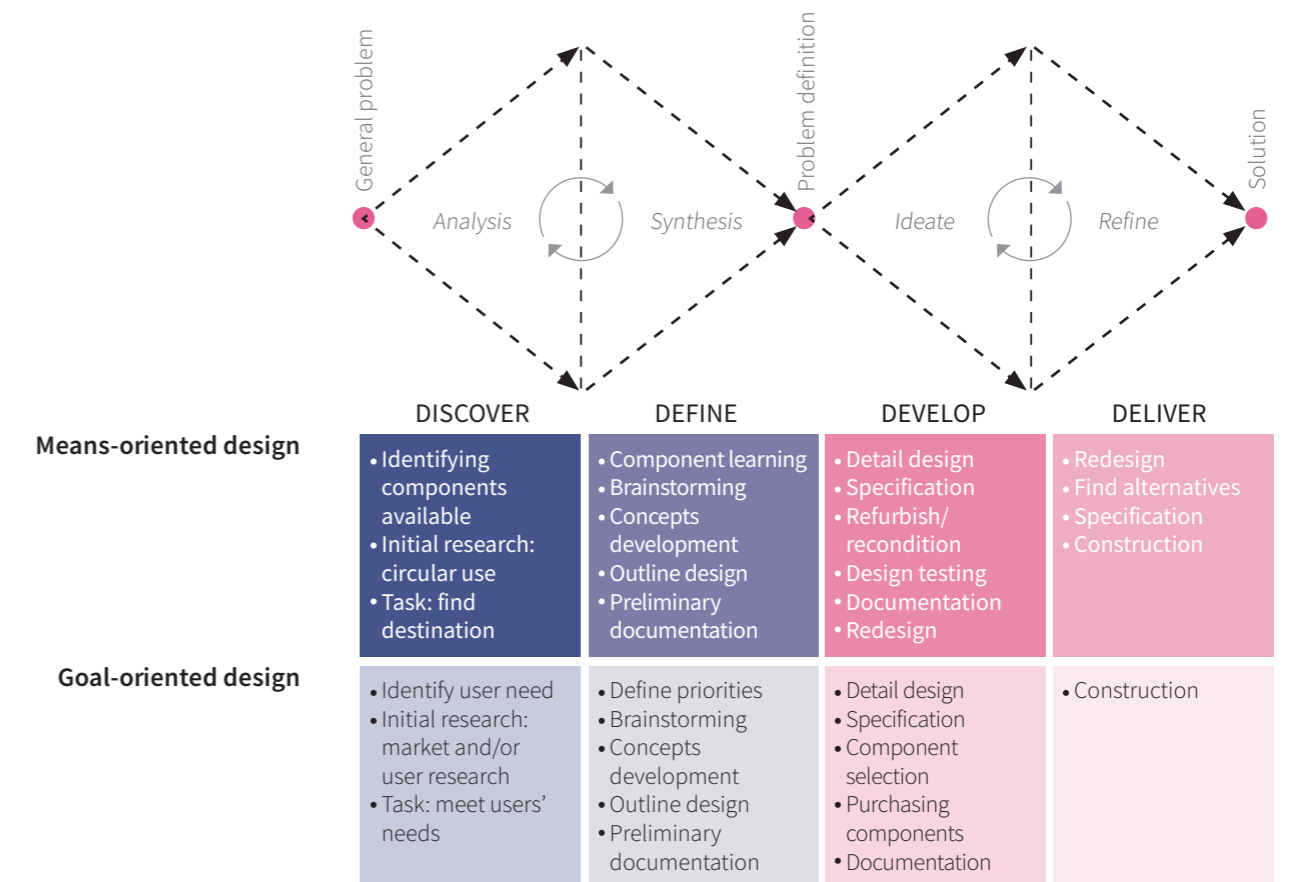 General problem
Problem definition
Solution
Analysis
Synthesis
Ideate
Refine
DISCOVER
DEFINE
DEVELOP
DELIVER
Means-oriented design
• Identifying
components
available
• Initial research:
circular use
• Task: find
destination
• Component learning
• Brainstorming
• Concepts
development
• Outline design
• Preliminary
documentation
• Detail design
• Specification
• Refurbish/
recondition
• Design testing
• Documentation
• Redesign
• Redesign
• Find alternatives
• Specification
• Construction
Goal-oriented design
• Identify user need
• Initial research:
market and/or
user research
• Task: meet users’
needs
• Define priorities
• Brainstorming
• Concepts
development
• Outline design
• Preliminary
documentation
• Detail design
• Specification
• Component
selection
• Purchasing
components
• Documentation
• Construction